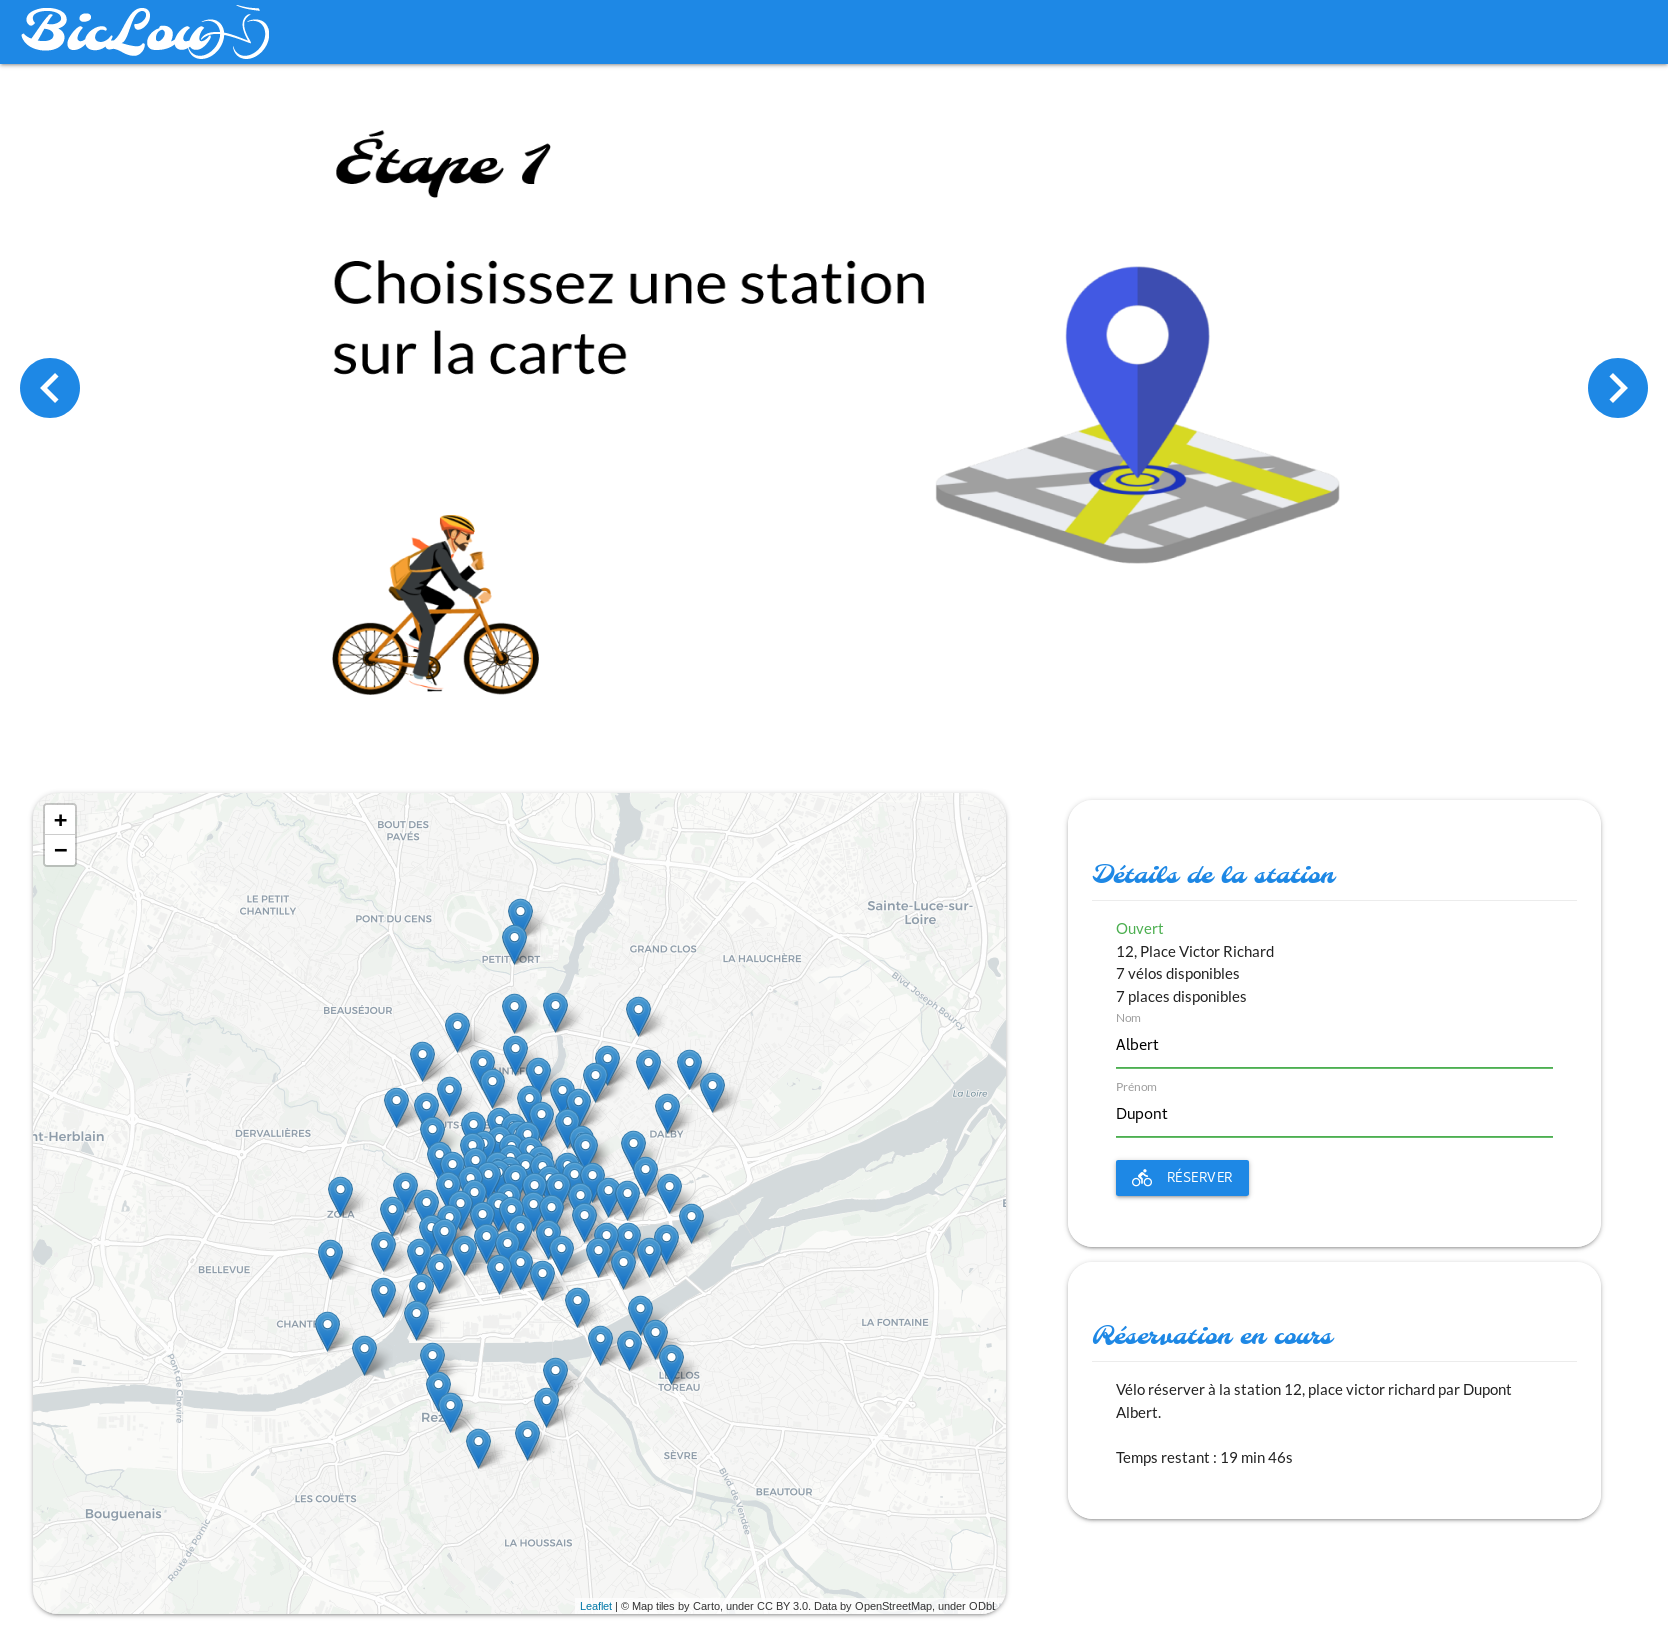 BicLou
Étape 1
Choisissez une station
sur la carte
+
−
BOUT DES
PAVÉS
LE PETIT
CHANTILLY
PONT DU CENS
Sainte-Luce-sur-
Loire
GRAND CLOS
LA HALUCHÈRE
PETIT PORT
Blvd. Joseph Bourcy
BEAUSÉJOUR
La Loire
nt-Herblain
DERVALLIÈRES
DALBY
ZOLA
BELLEVUE
CHANT
LA FONTAINE
Pont de Cheviré
LE CLOS
TOREAU
Rez
SÈVRE
Blvd. de Vendée
BEAUTOUR
LES COUËTS
Bouguenais
Route de Pornic
LA HOUSSAIS
Leaflet | © Map tiles by Carto, under CC BY 3.0. Data by OpenStreetMap, under ODbL
Détails de la station
Ouvert
12, Place Victor Richard
7 vélos disponibles
7 places disponibles
Nom
Albert
Prénom
Dupont
RÉSERVER
Réservation en cours
Vélo réserver à la station 12, place victor richard par Dupont
Albert.
Temps restant : 19 min 46s